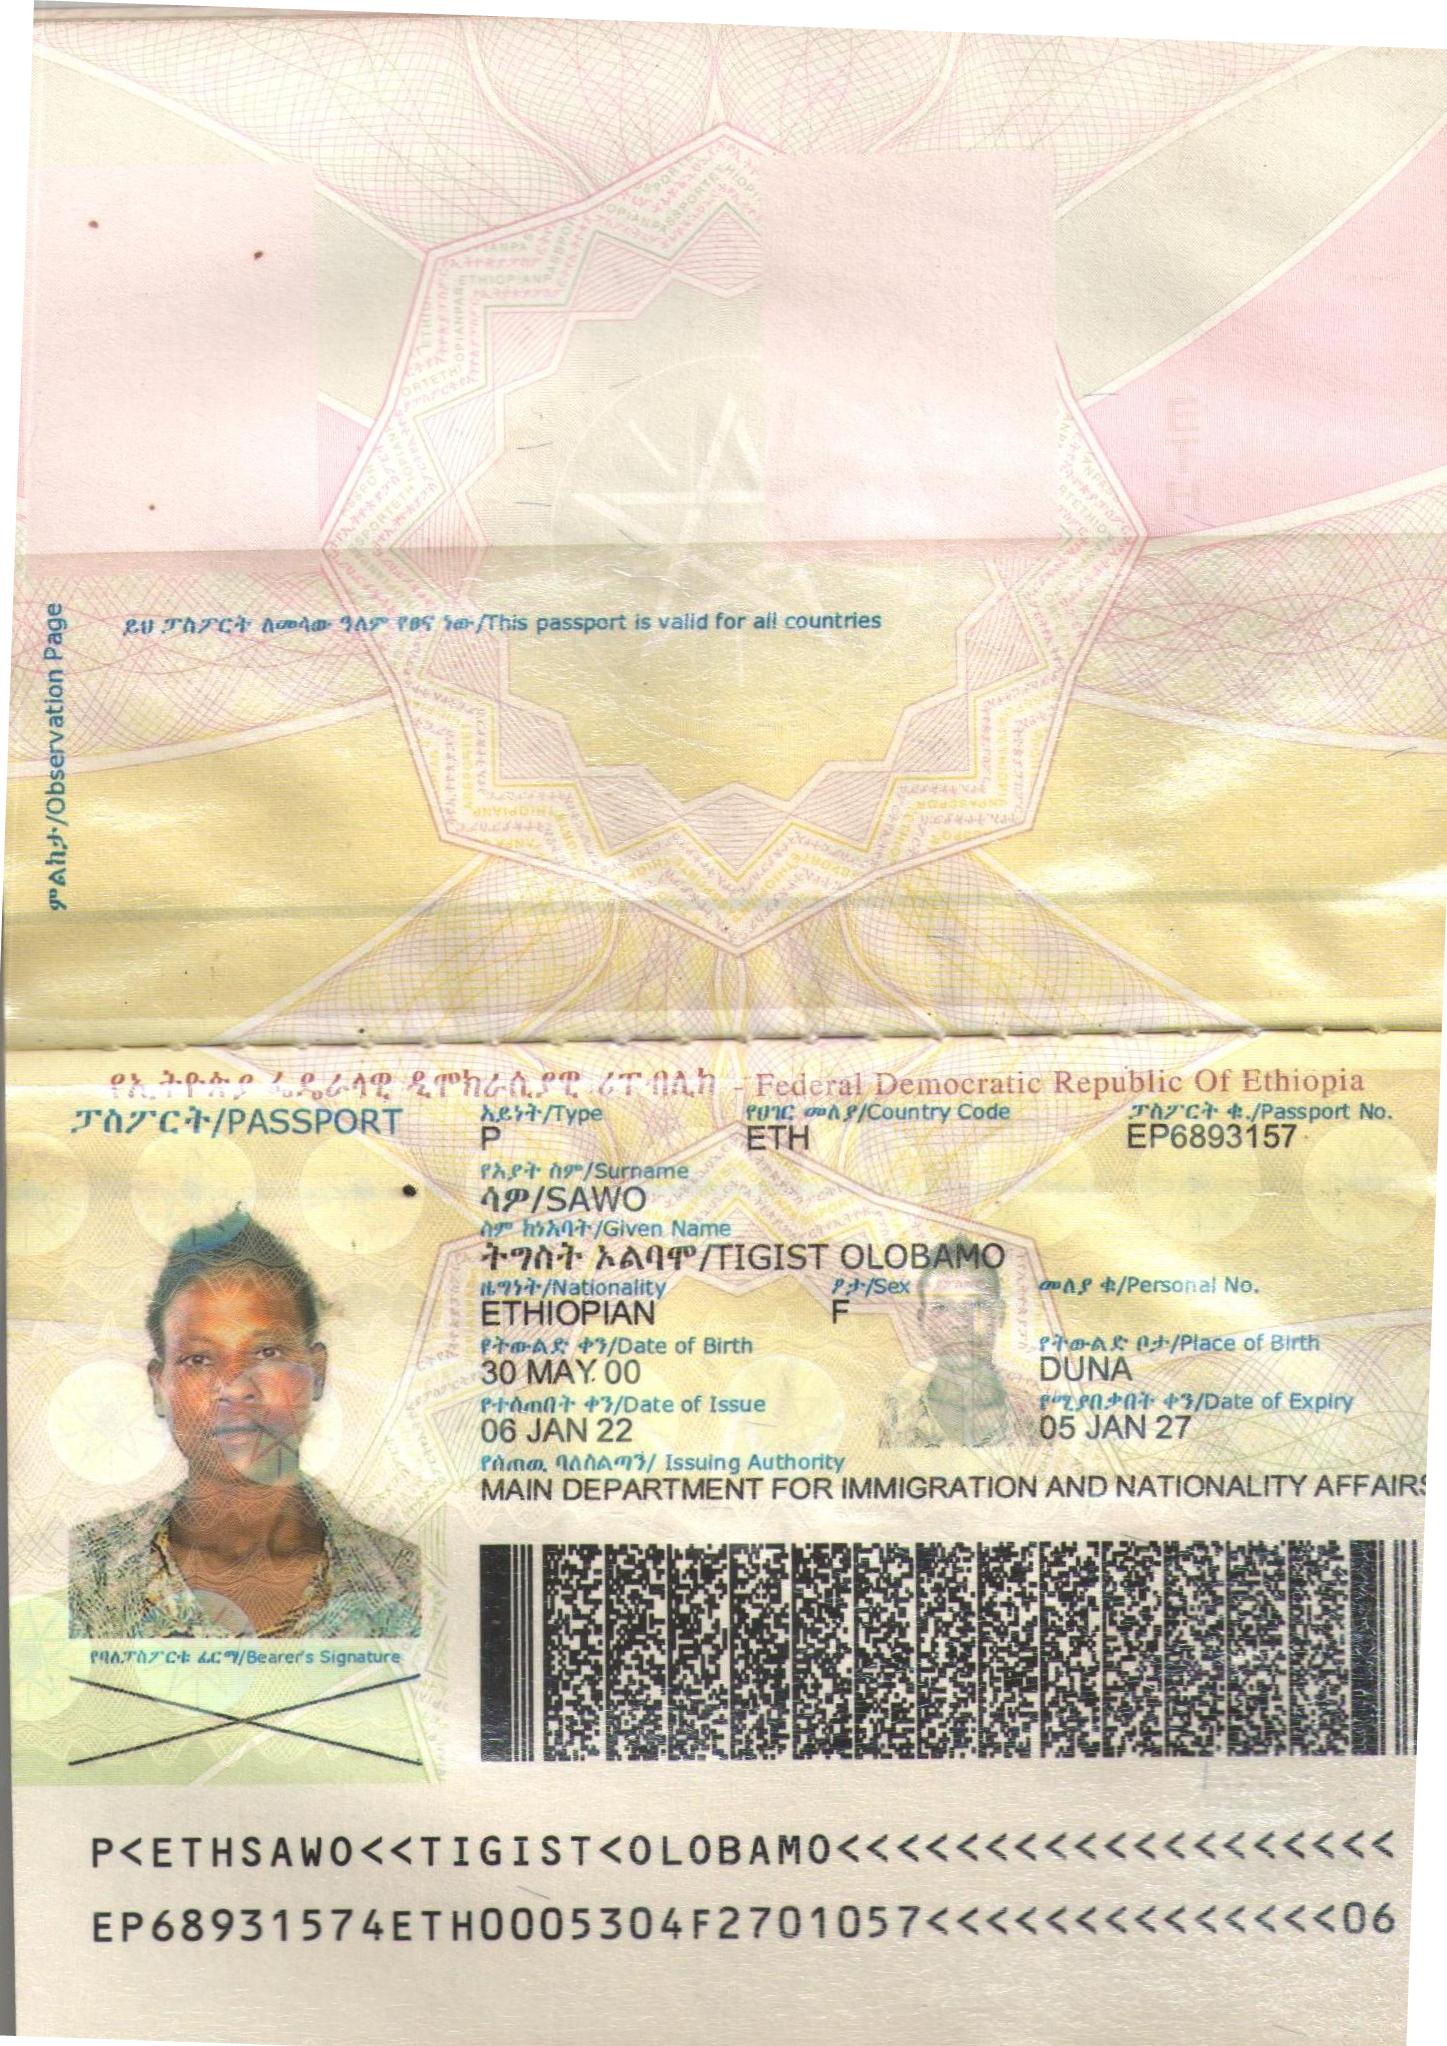 ይህ ፓስፖርት ለመላው ዓለም የፀና ነው/This passport is valid for all countries
ምልከታ/Observation Page
የኢትዮጵያ ፌዴራላዊ ዲሞክራሲያዊ ሪፐብሊክ - Federal Democratic Republic Of Ethiopia
ፓስፖርት/PASSPORT
አይነት/Type
P
የሀገር መለያ/Country Code
ETH
ፓስፖርት ቁ./Passport No.
EP6893157
የአያት ስም/Surname
ሳዎ/SAWO
ስም ከነአባት/Given Name
ትግስት ኦልባሞ/TIGIST OLOBAMO
ዜግነት/Nationality
ETHIOPIAN
ፆታ/Sex
F
መለያ ቁ/Personal No.
የትውልድ ቀን/Date of Birth
30 MAY 00
የትውልድ ቦታ/Place of Birth
DUNA
የተሰጠበት ቀን/Date of Issue
06 JAN 22
የሚያበቃበት ቀን/Date of Expiry
05 JAN 27
የሰጠው ባለስልጣን/ Issuing Authority
MAIN DEPARTMENT FOR IMMIGRATION AND NATIONALITY AFFAIRS
የባለፓስፖርቱ ፊርማ/Bearer's Signature
P<ETHSAWO<<TIGIST<OLOBAMO<<<<<<<<<<<<<<<<<<<
EP68931574ETH0005304F2701057<<<<<<<<<<<<<<06